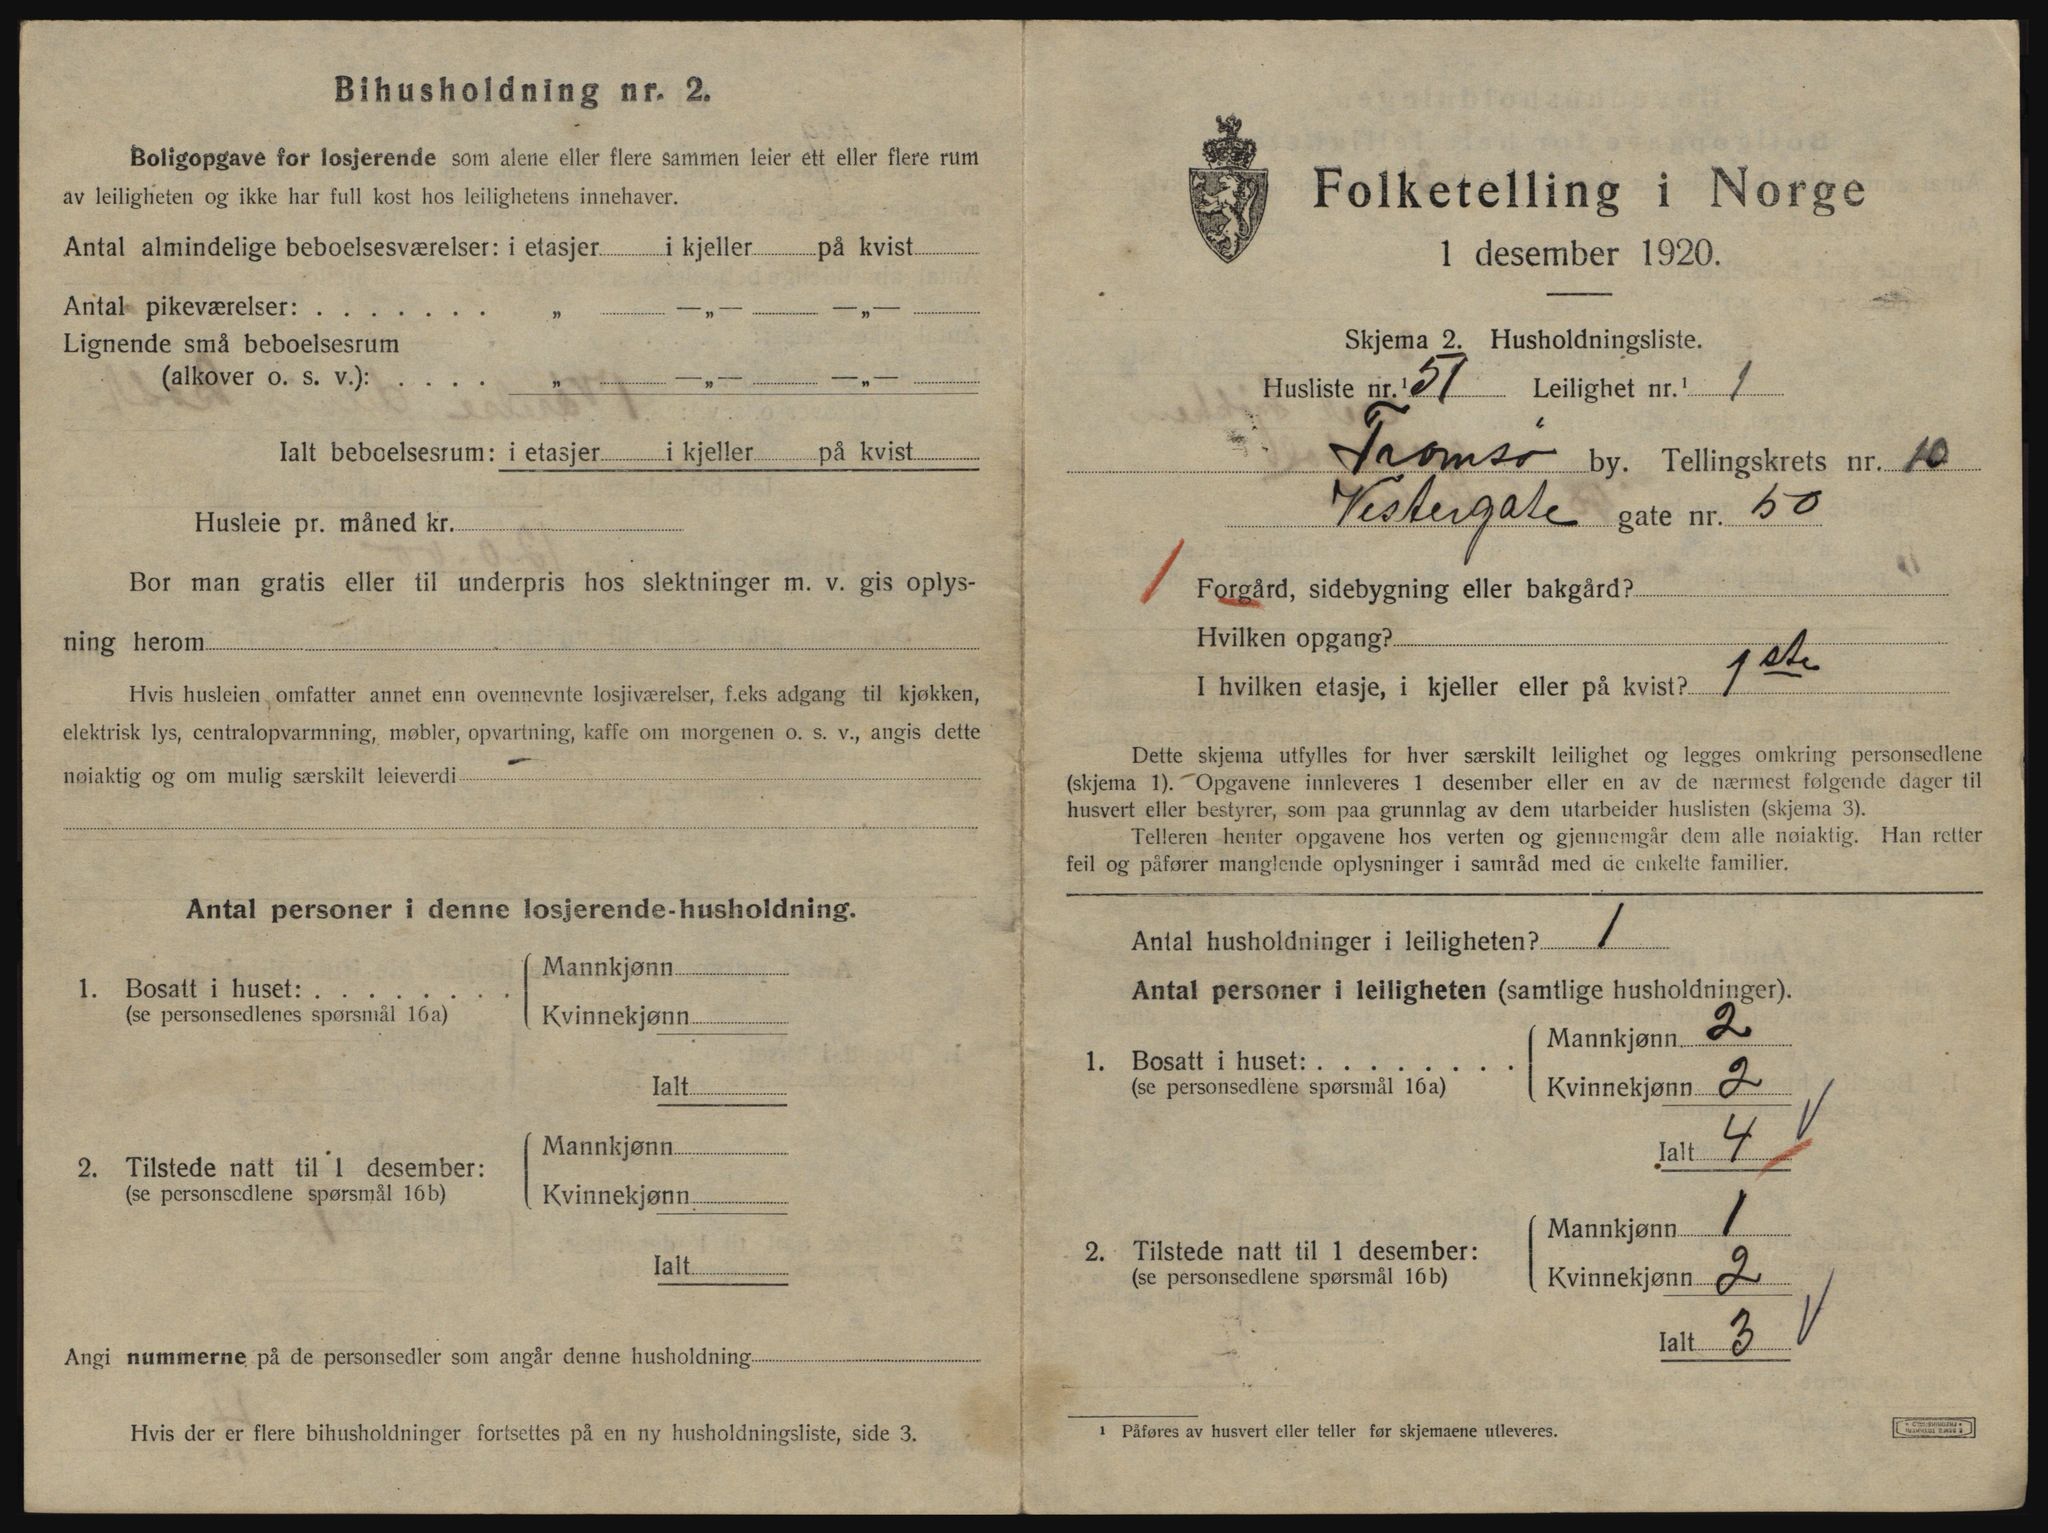 Bihusholdning nr. 2.
Boligopgave for losjerende som alene eller flere sammen leier ett eller flere rum
av leiligheten og ikke har full kost hos leilighetens innehaver.
Antal almindelige beboelsesværelser: i etasjer i kjeller på kvist
Antal pikeværelser: . . . . . . . „ —„— —„—
Lignende små beboelsesrum
(alkover o. s. v.): . . . . „ —„— —„—
Ialt beboelsesrum: i etasjer i kjeller på kvist
Husleie pr. måned kr.
Bor man gratis eller til underpris hos slektninger m. v. gis oplys-
ning herom
Hvis husleien omfatter annet enn ovennevnte losjiværelser, f.eks adgang til kjøkken,
elektrisk lys, centralopvarmning, møbler, opvartning, kaffe om morgenen o. s. v., angis dette
nøiaktig og om mulig særskilt leieverdi
Antal personer i denne losjerende-husholdning.
1. Bosatt i huset: . . . . . . . .
(se personsedlenes spørsmål 16a)
Mannkjønn
Kvinnekjønn
Ialt
2. Tilstede natt til 1 desember:
(se personsedlene spørsmål 16b)
Mannkjønn
Kvinnekjønn
Ialt
Angi nummerne på de personsedler som angår denne husholdning
Hvis der er flere bihusholdninger fortsettes på en ny husholdningsliste, side 3.
Folketelling i Norge
1 desember 1920.
Skjema 2. Husholdningsliste.
Husliste nr.¹ 51 Leilighet nr.¹ 1
Tromsø by. Tellingskrets nr. 10
Vestergate gate nr. 50
1 Forgård, sidebygning eller bakgård?
Hvilken opgang?
I hvilken etasje, i kjeller eller på kvist? 1ste
Dette skjema utfylles for hver særskilt leilighet og legges omkring personsedlene
(skjema 1). Opgavene innleveres 1 desember eller en av de nærmest følgende dager til
husvert eller bestyrer, som paa grunnlag av dem utarbeider huslisten (skjema 3).
Telleren henter opgavene hos verten og gjennemgår dem alle nøiaktig. Han retter
feil og påfører manglende oplysninger i samråd med de enkelte familier.
Antal husholdninger i leiligheten? 1
Antal personer i leiligheten (samtlige husholdninger).
1. Bosatt i huset: . . . . . . . .
(se personsedlene spørsmål 16a)
Mannkjønn 2
Kvinnekjønn 2
Ialt 4
2. Tilstede natt til 1 desember:
(se personsedlene spørsmål 16b)
Mannkjønn 1
Kvinnekjønn 2
Ialt 3
¹ Påføres av husvert eller teller før skjemaene utleveres.